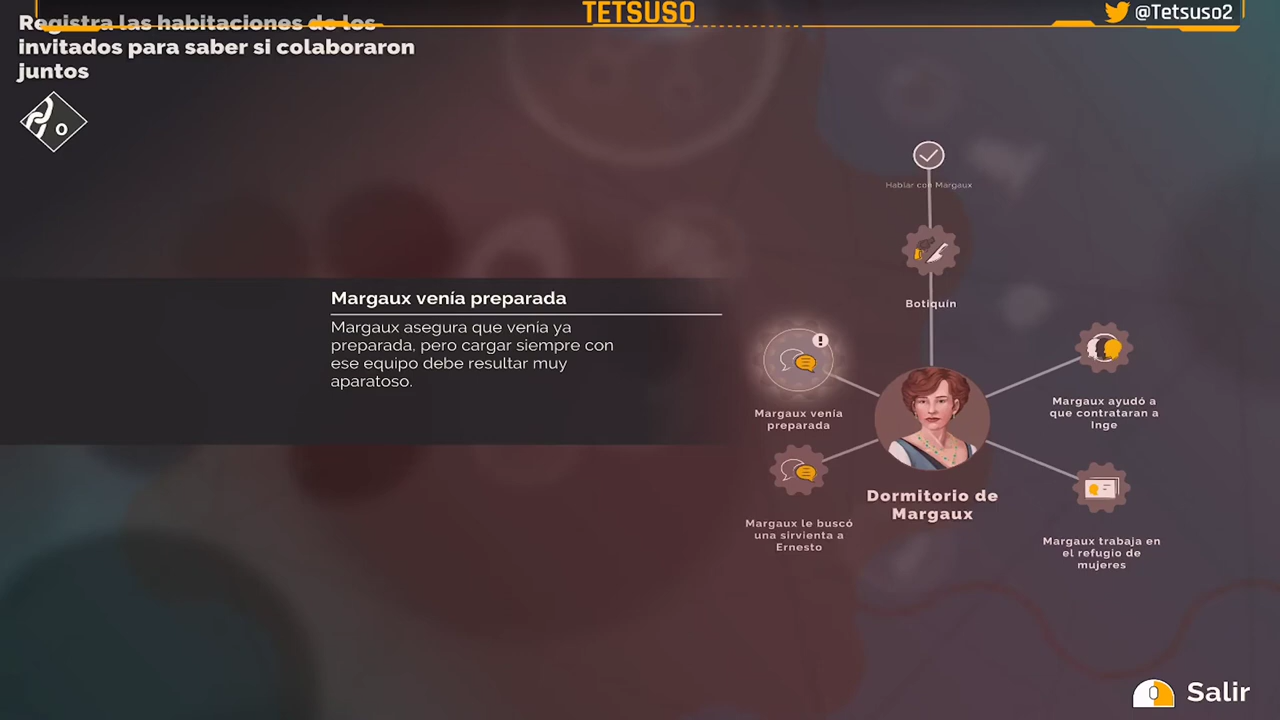 TETSUSO
@Tetsuso2
Registra las habitaciones de los
invitados para saber si colaboraron
juntos
0
Hablar con Margaux
Botiquín
Margaux venía preparada
Margaux asegura que venía ya
preparada, pero cargar siempre con
ese equipo debe resultar muy
aparatoso.
!
Margaux venía
preparada
Margaux ayudó a
que contrataran a
Inge
Dormitorio de
Margaux
Margaux le buscó
una sirvienta a
Ernesto
Margaux trabaja en
el refugio de
mujeres
Salir